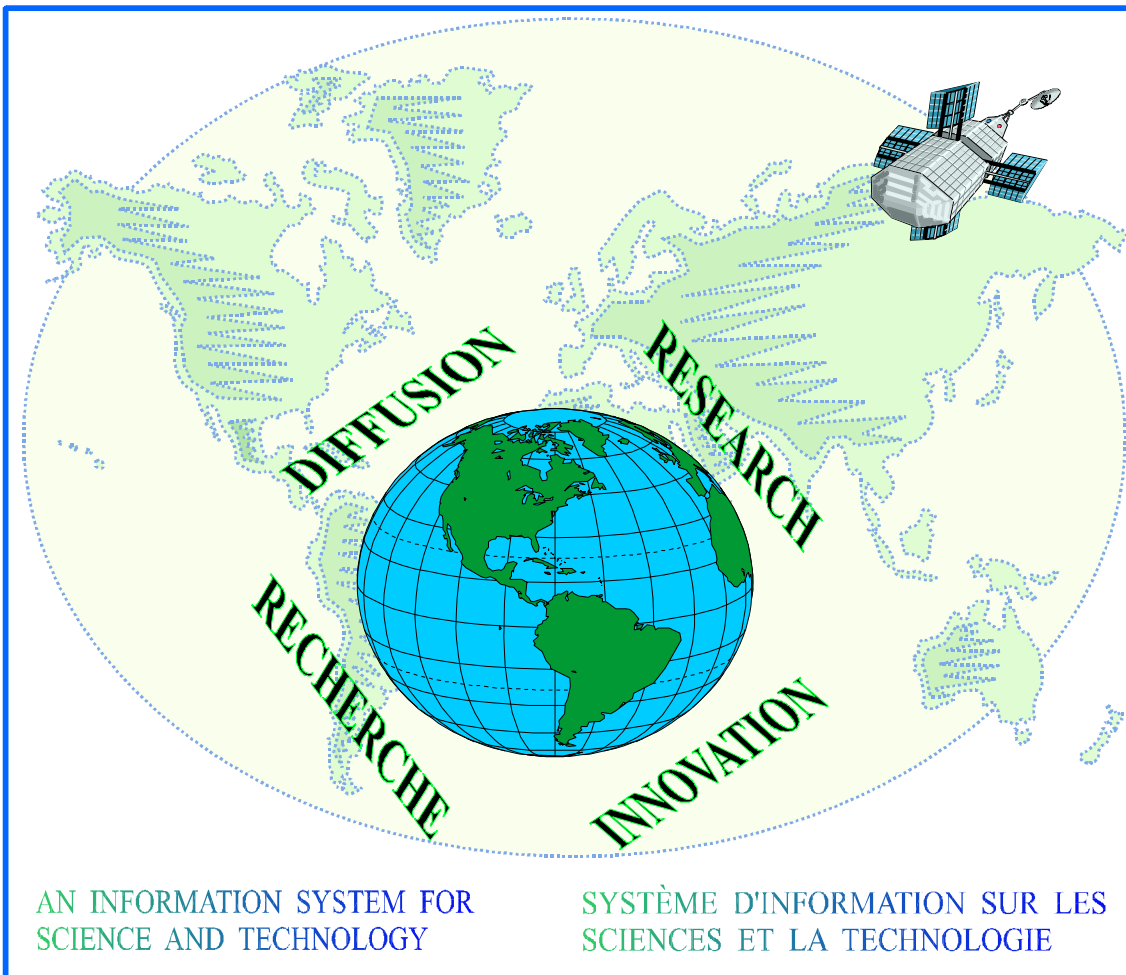 DIFFUSION
RESEARCH
RECHERCHE
INNOVATION
AN INFORMATION SYSTEM FOR
SCIENCE AND TECHNOLOGY
SYSTÈME D'INFORMATION SUR LES
SCIENCES ET LA TECHNOLOGIE